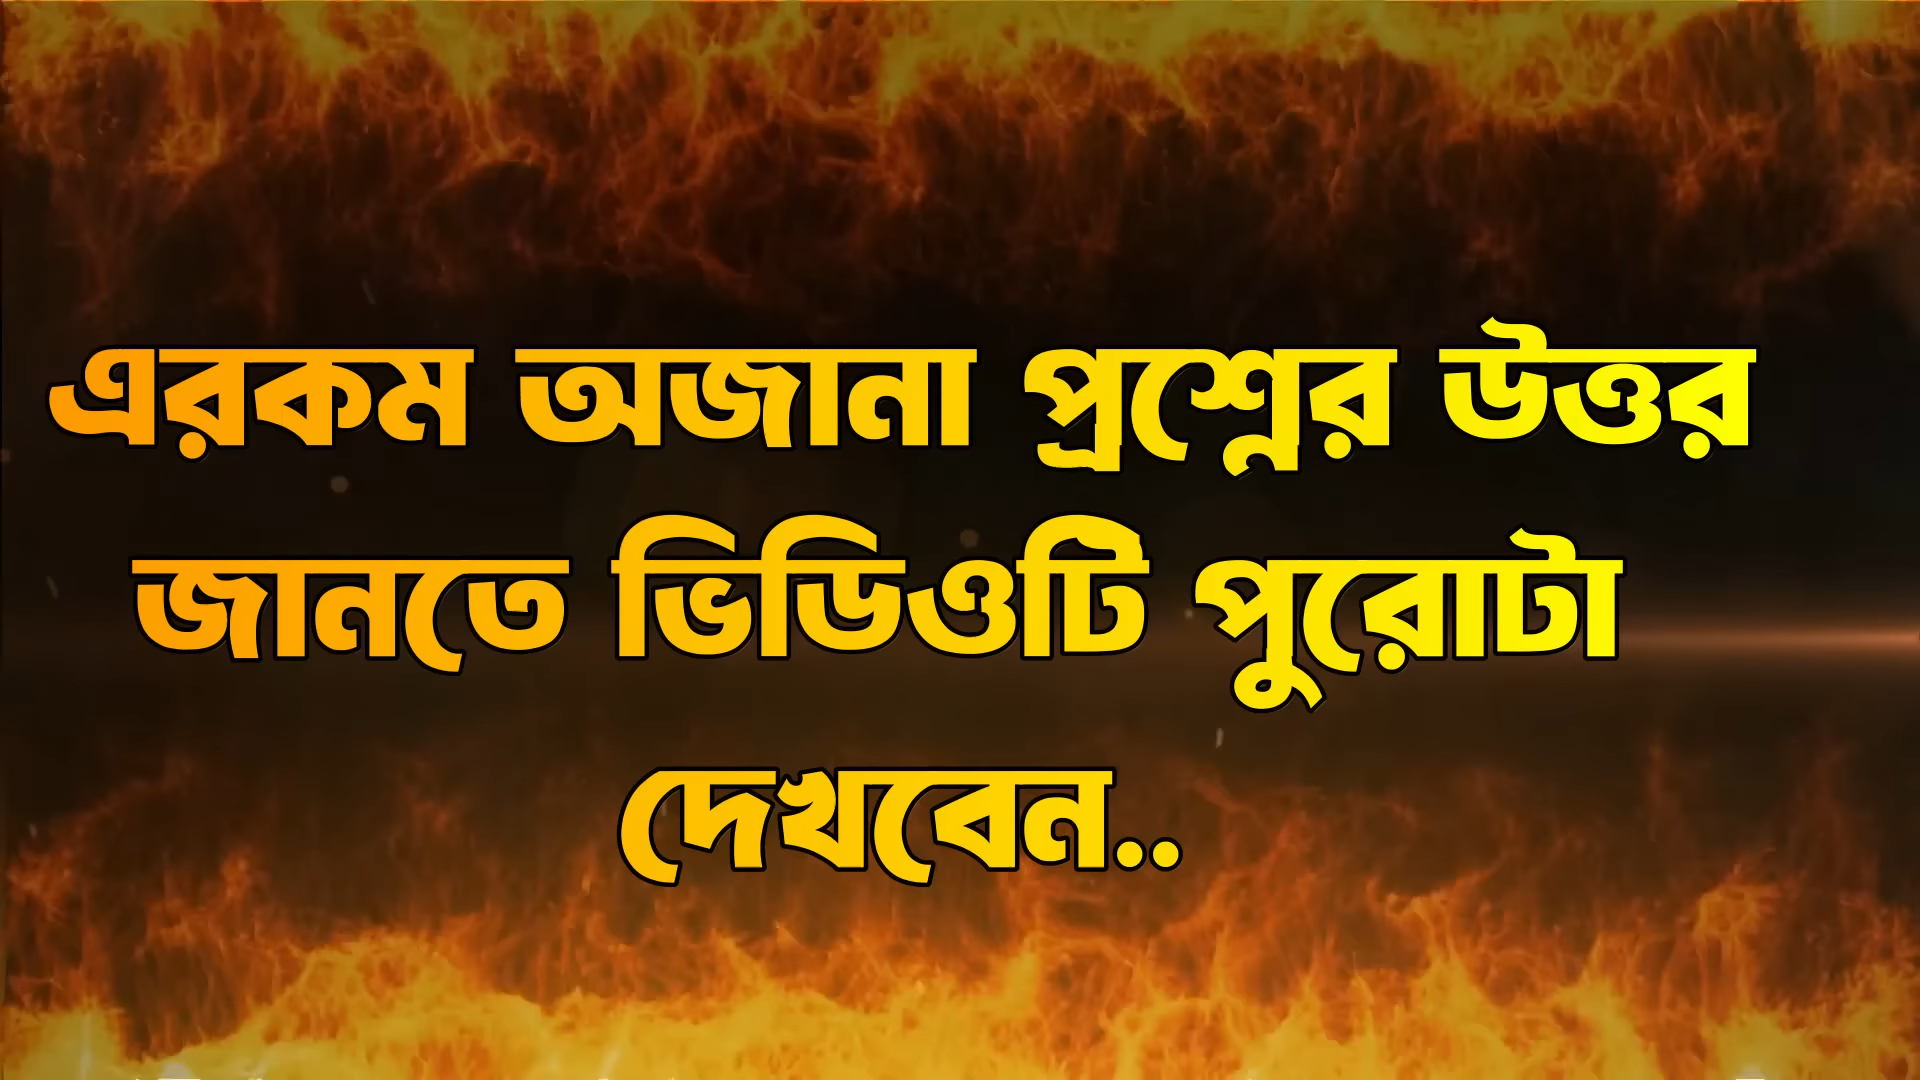 এরকম অজানা প্রশ্নের উত্তর
জানতে ভিডিওটি পুরোটা
দেখবেন..